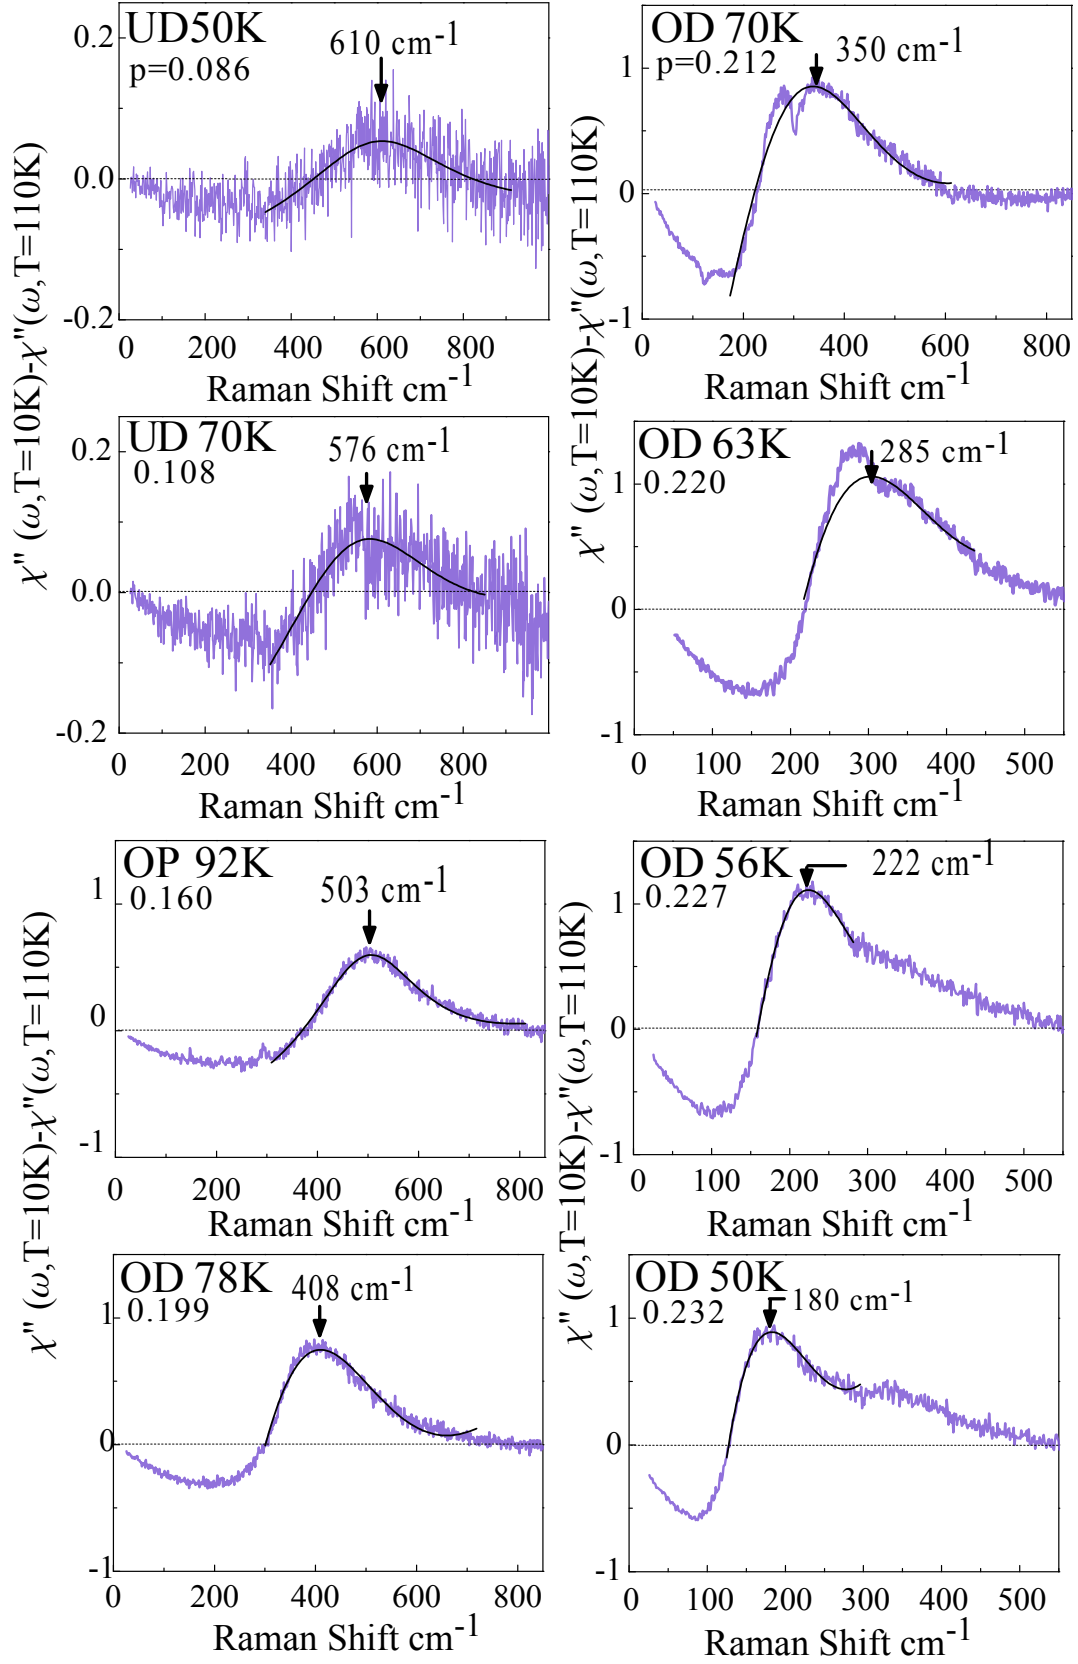 UD50K
p=0.086
610 cm-1
0.2
0.0
-0.2
0 200 400 600 800
Raman Shift cm-1
UD 70K
0.108
576 cm-1
0.2
0.0
-0.2
0 200 400 600 800
Raman Shift cm-1
χ'' (ω,T=10K)-χ''(ω,T=110K)
OD 70K
p=0.212
350 cm-1
1
0
-1
0 200 400 600 800
Raman Shift cm-1
OD 63K
0.220
285 cm-1
1
0
-1
0 100 200 300 400 500
Raman Shift cm-1
χ'' (ω,T=10K)-χ''(ω,T=110K)
OP 92K
0.160
503 cm-1
1
0
-1
0 200 400 600 800
Raman Shift cm-1
OD 78K
0.199
408 cm-1
1
0
-1
0 200 400 600 800
Raman Shift cm-1
χ'' (ω,T=10K)-χ''(ω,T=110K)
OD 56K
0.227
222 cm-1
1
0
-1
0 100 200 300 400 500
Raman Shift cm-1
OD 50K
0.232
180 cm-1
1
0
-1
0 100 200 300 400 500
Raman Shift cm-1
χ'' (ω,T=10K)-χ''(ω,T=110K)